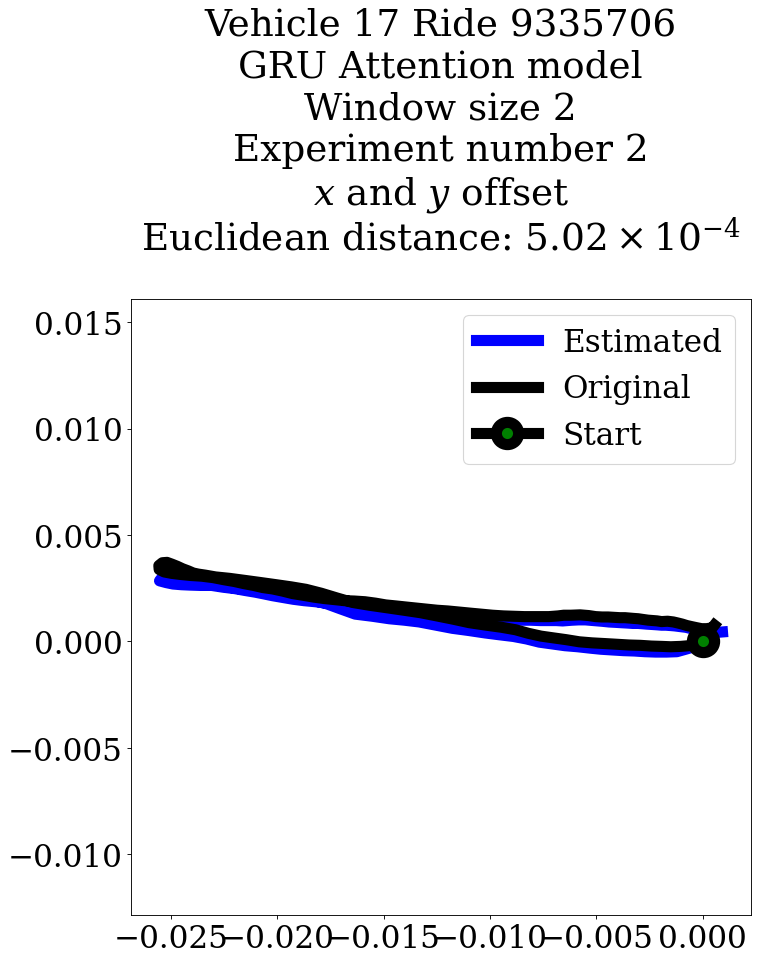 Vehicle 17 Ride 9335706
GRU Attention model
Window size 2
Experiment number 2
x and y offset
Euclidean distance: 5.02 × 10⁻⁴
Estimated
Original
Start
0.015
0.010
0.005
0.000
−0.005
−0.010
−0.025 −0.020 −0.015 −0.010 −0.005 0.000